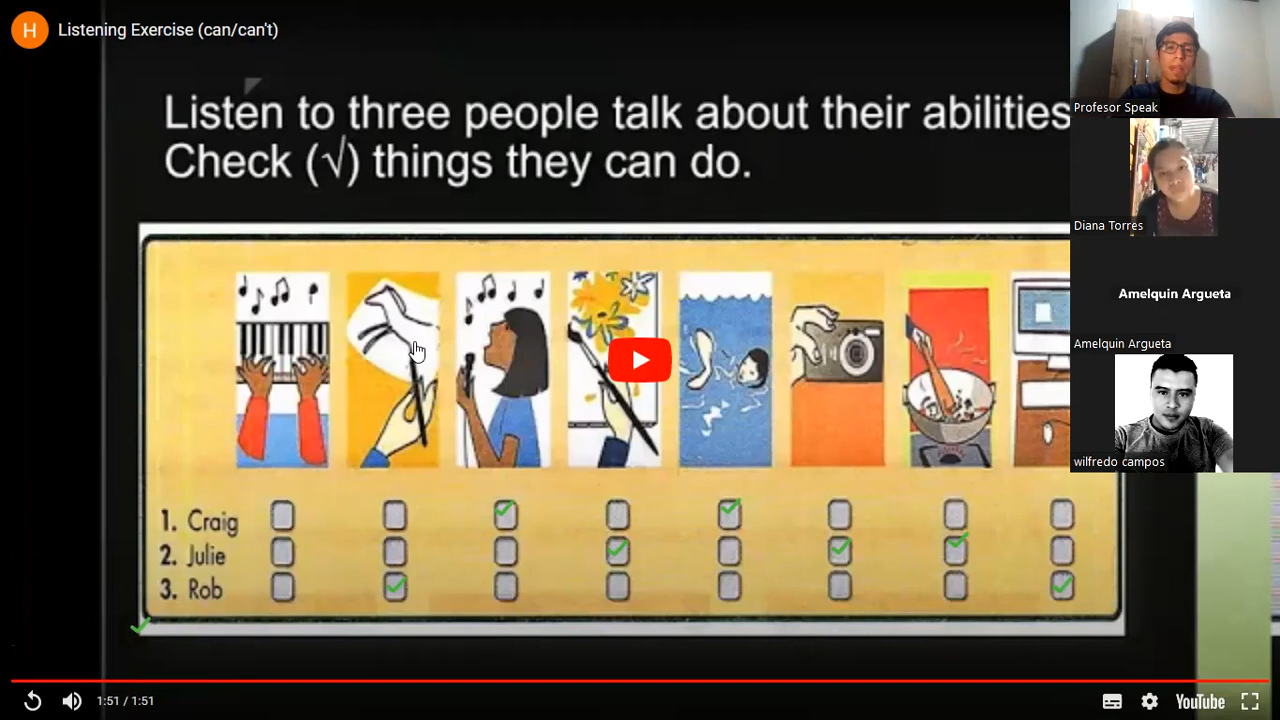 H
Listening Exercise (can/can't)
Listen to three people talk about their abilities
Check (√) things they can do.
1. Craig
2. Julie
3. Rob
1:51 / 1:51
YouTube
Profesor Speak
Diana Torres
Amelquin Argueta
Amelquin Argueta
wilfredo campos